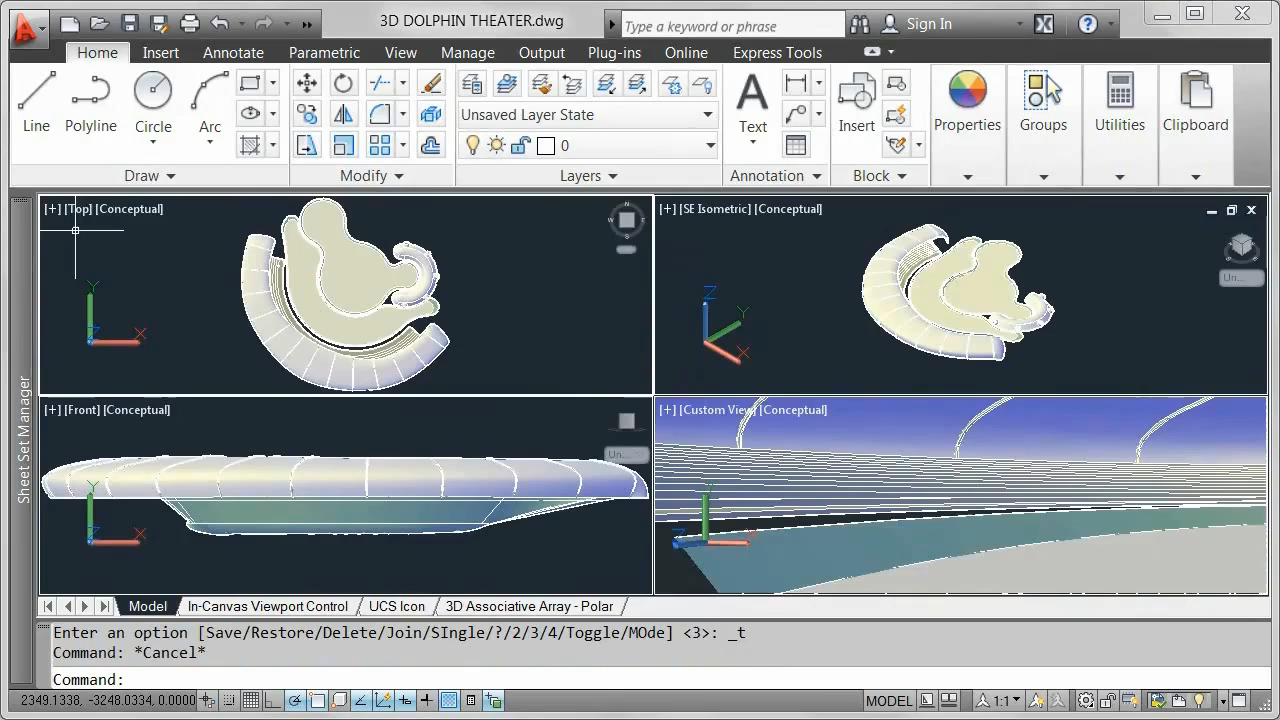 3D DOLPHIN THEATER.dwg
Type a keyword or phrase
Sign In
Home Insert Annotate Parametric View Manage Output Plug-ins Online Express Tools
Line Polyline Circle Arc
Draw
Modify
Unsaved Layer State
0
Layers
Text
Annotation
Insert
Block
Properties
Groups
Utilities
Clipboard
[+] [Top] [Conceptual]
N
W E
S
Y
Z X
[+] [SE Isometric] [Conceptual]
Un...
Z Y
X
[+] [Front] [Conceptual]
Un...
Y
Z X
[+] [Custom View] [Conceptual]
Y
Z X
Sheet Set Manager
Model In-Canvas Viewport Control UCS Icon 3D Associative Array - Polar
Enter an option [Save/Restore/Delete/Join/SIngle/?/2/3/4/Toggle/MOde] <3>: _t
Command: *Cancel*
Command:
2349.1338, -3248.0334, 0.0000
MODEL
1:1